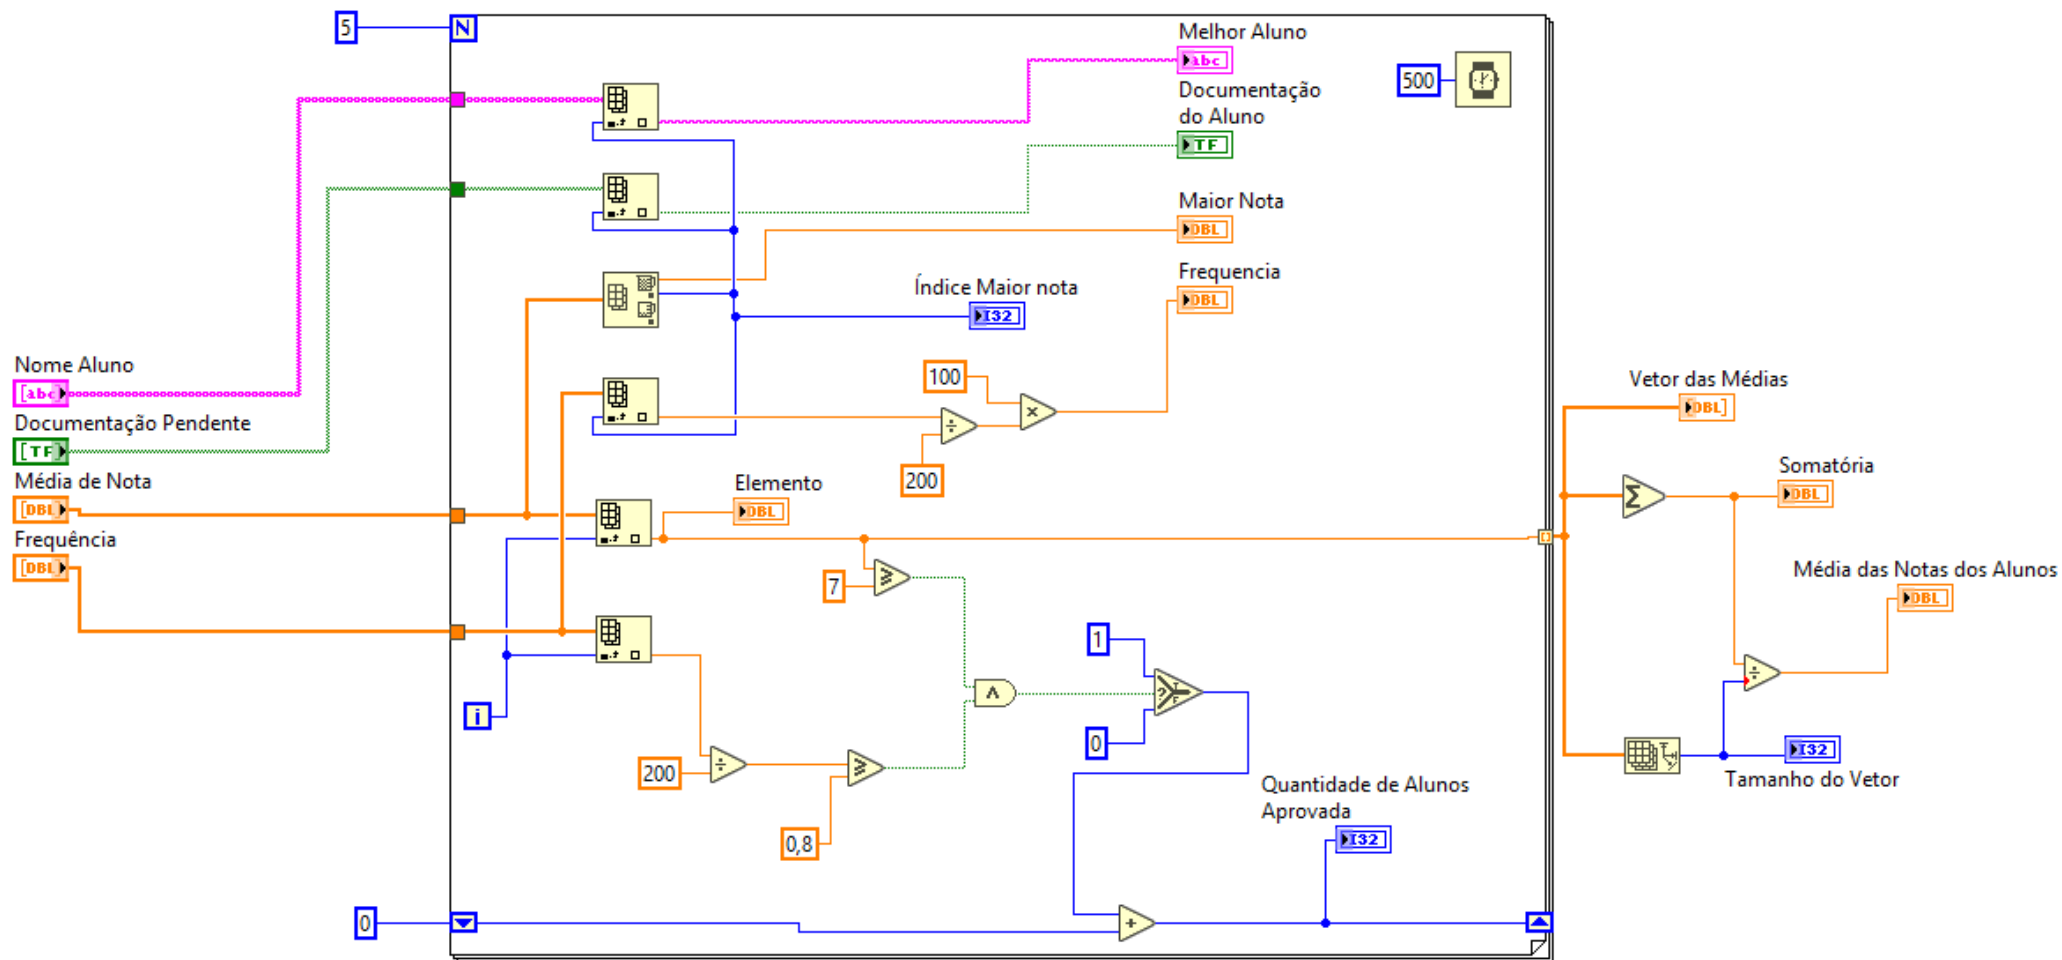 5
N
Melhor Aluno
abc
500
Documentação
do Aluno
TF
Maior Nota
DBL
Frequencia
DBL
Índice Maior nota
I32
Nome Aluno
abc
Documentação Pendente
TF
Média de Nota
DBL
Frequência
DBL
100
200
Elemento
DBL
7
i
200
0,8
1
0
Quantidade de Alunos
Aprovada
I32
0
Vetor das Médias
DBL
Somatória
DBL
Média das Notas dos Alunos
DBL
I32
Tamanho do Vetor